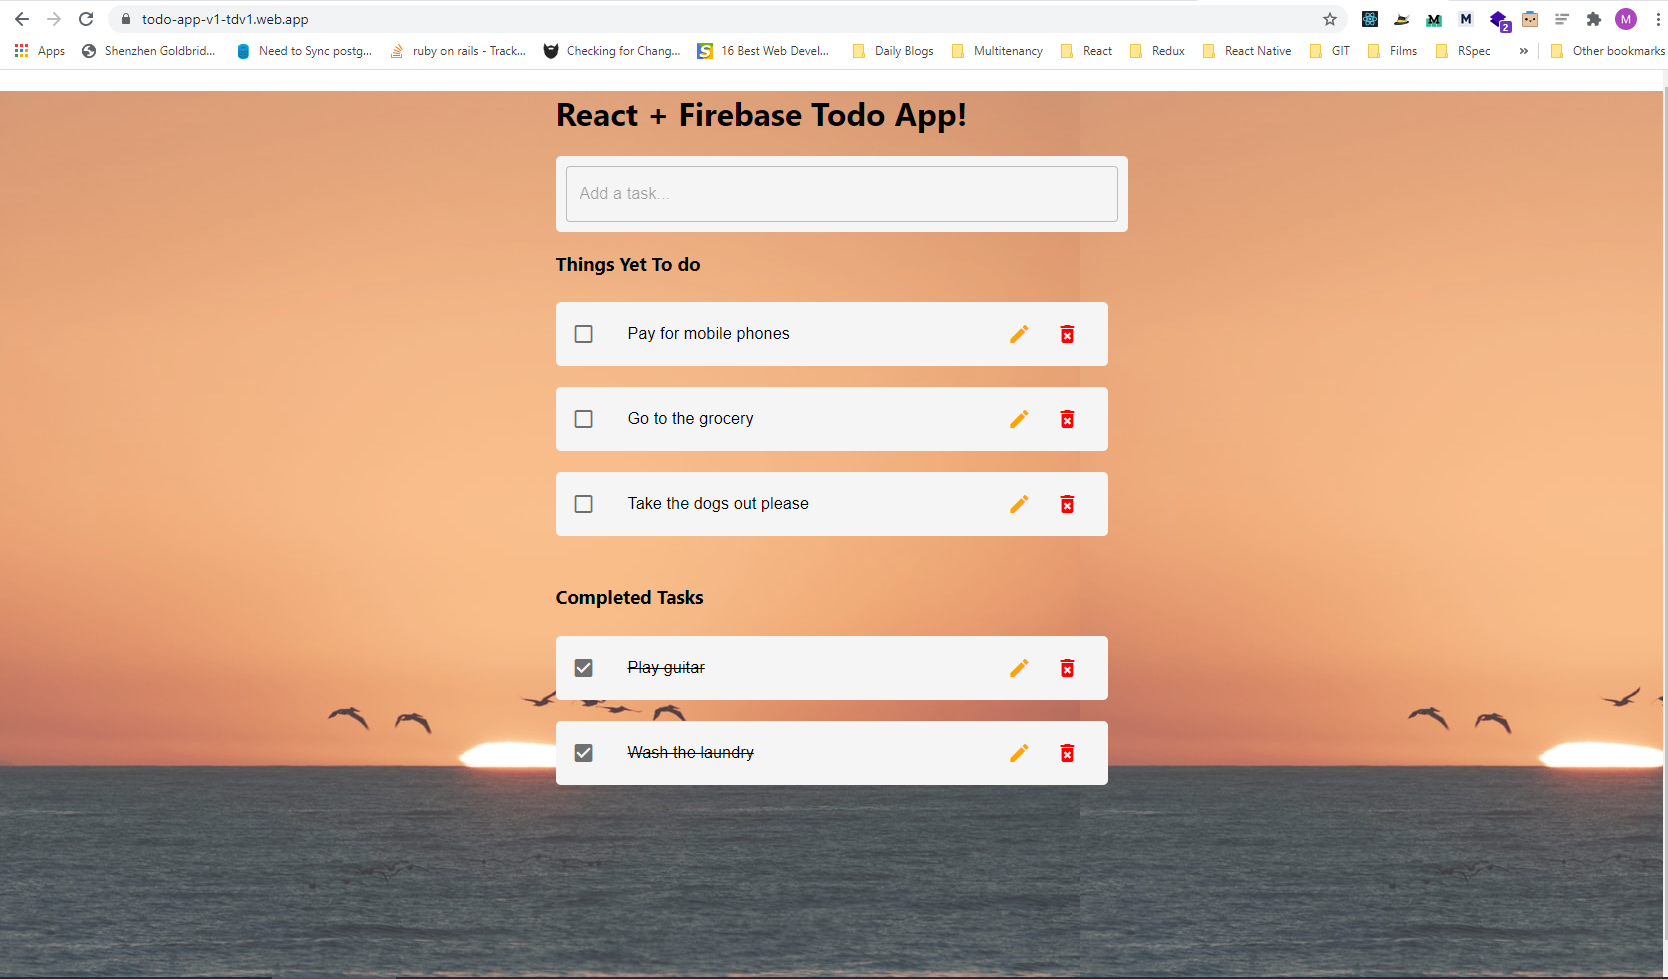 todo-app-v1-tdv1.web.app
M M M 2
Apps Shenzhen Goldbrid... Need to Sync postg... ruby on rails - Track... Checking for Chang... S 16 Best Web Devel... Daily Blogs Multitenancy React Redux React Native GIT Films RSpec » Other bookmarks
React + Firebase Todo App!
Add a task...
Things Yet To do
Pay for mobile phones
Go to the grocery
Take the dogs out please
Completed Tasks
Play guitar
Wash the laundry